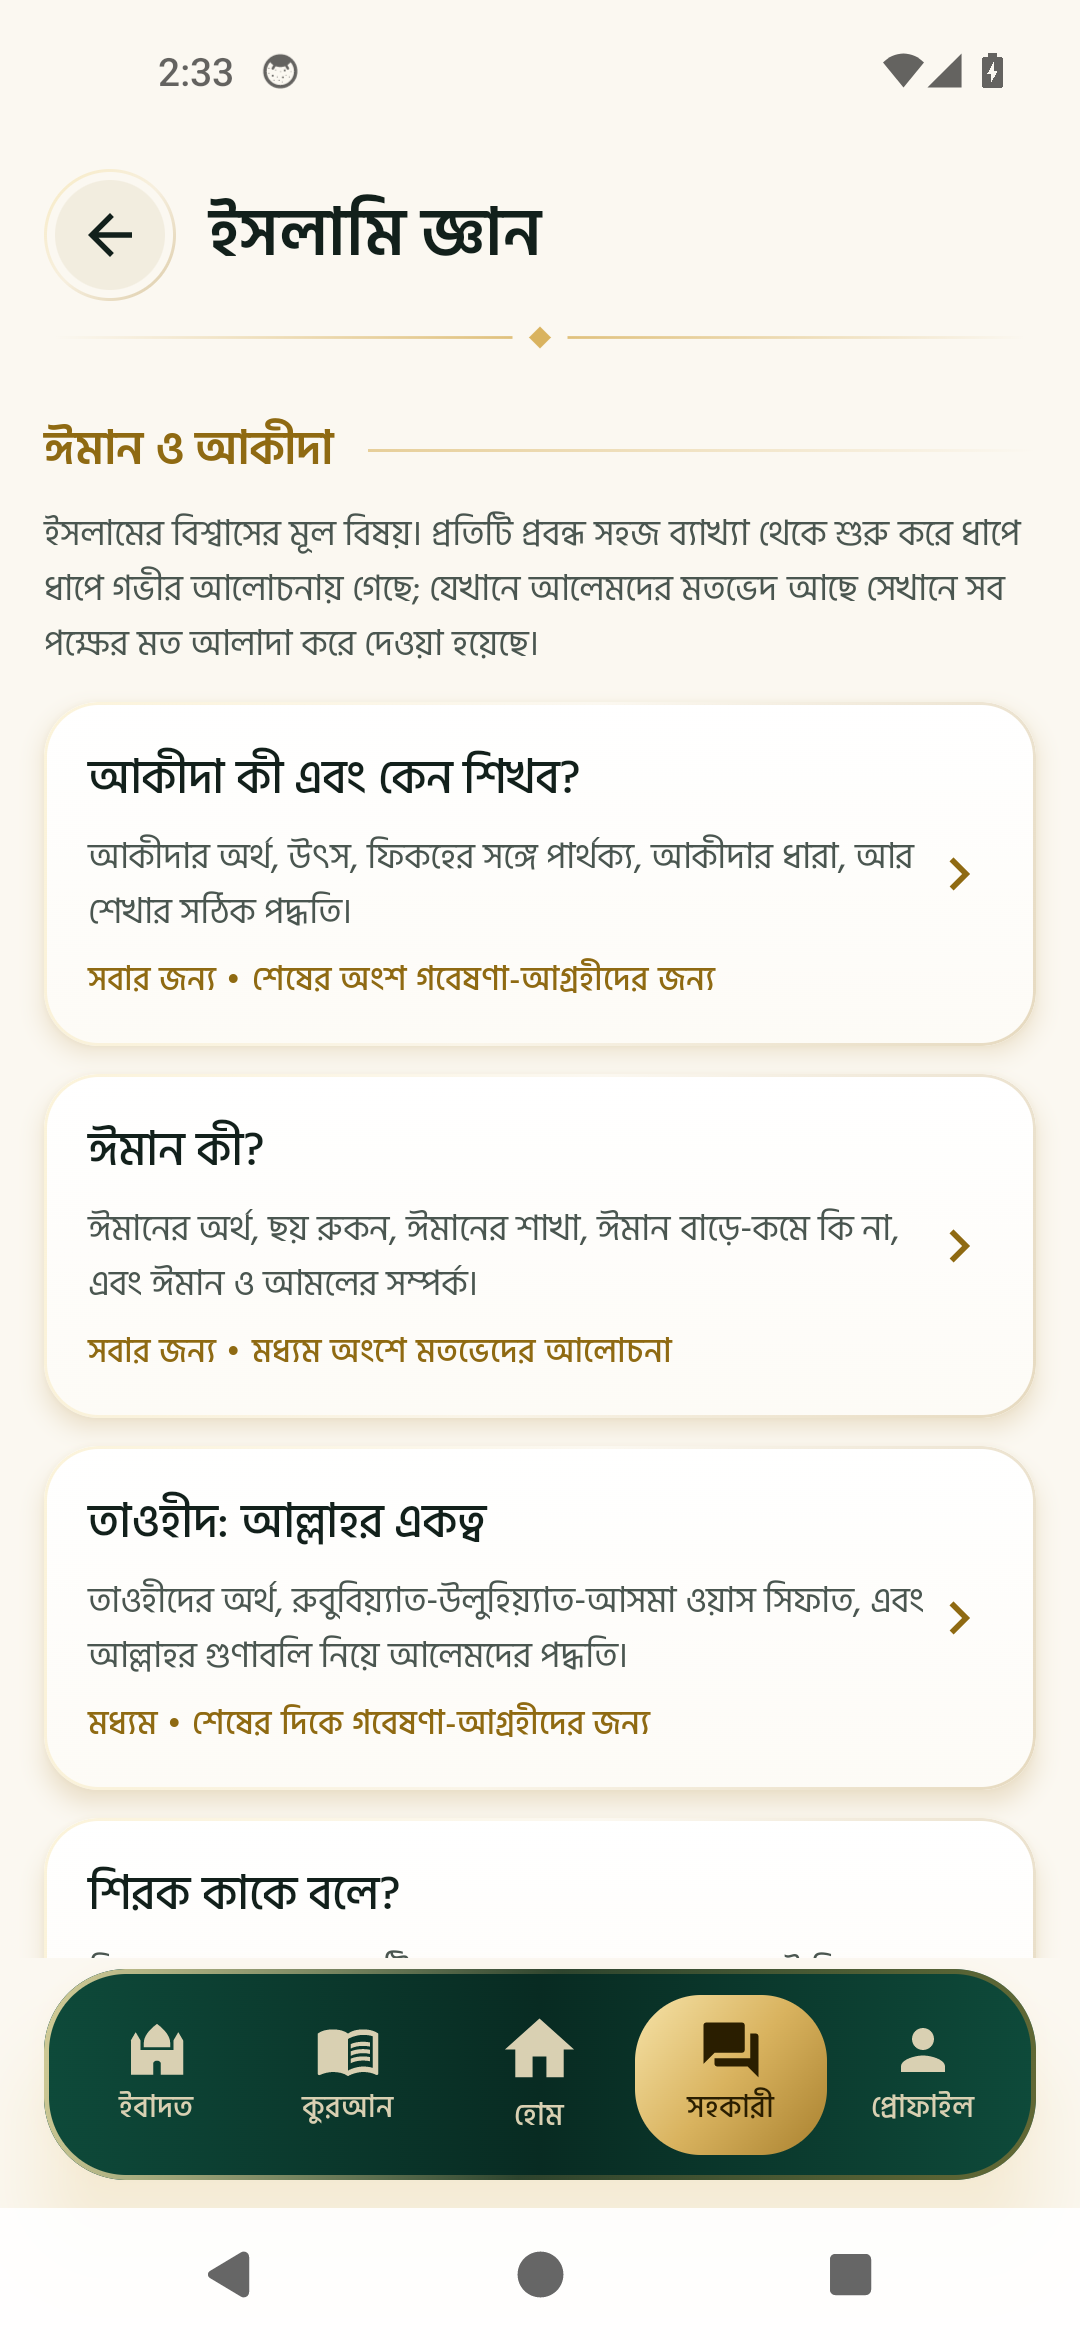 2:33
ইসলামি জ্ঞান
ঈমান ও আকীদা
ইসলামের বিশ্বাসের মূল বিষয়। প্রতিটি প্রবন্ধ সহজ ব্যাখ্যা থেকে শুরু করে ধাপে
ধাপে গভীর আলোচনায় গেছে; যেখানে আলেমদের মতভেদ আছে সেখানে সব
পক্ষের মত আলাদা করে দেওয়া হয়েছে।
আকীদা কী এবং কেন শিখব?
আকীদার অর্থ, উৎস, ফিকহের সঙ্গে পার্থক্য, আকীদার ধারা, আর
শেখার সঠিক পদ্ধতি।
সবার জন্য • শেষের অংশ গবেষণা-আগ্রহীদের জন্য
ঈমান কী?
ঈমানের অর্থ, ছয় রুকন, ঈমানের শাখা, ঈমান বাড়ে-কমে কি না,
এবং ঈমান ও আমলের সম্পর্ক।
সবার জন্য • মধ্যম অংশে মতভেদের আলোচনা
তাওহীদ: আল্লাহর একত্ব
তাওহীদের অর্থ, রুবুবিয়্যাত-উলুহিয়্যাত-আসমা ওয়াস সিফাত, এবং
আল্লাহর গুণাবলি নিয়ে আলেমদের পদ্ধতি।
মধ্যম • শেষের দিকে গবেষণা-আগ্রহীদের জন্য
শিরক কাকে বলে?
ইবাদত
কুরআন
হোম
সহকারী
প্রোফাইল